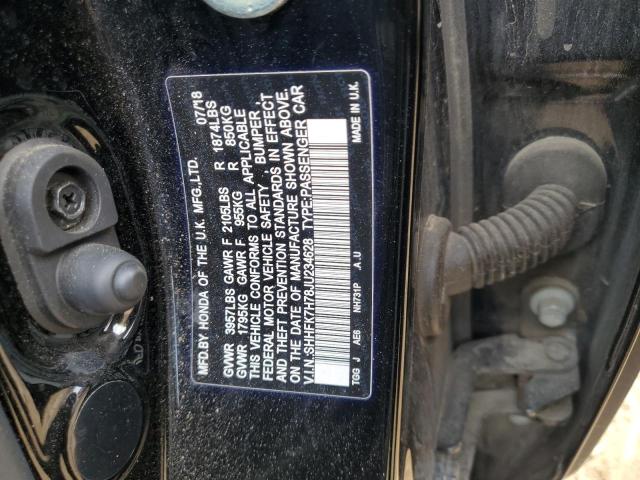 MFD.BY HONDA OF THE U.K. MFG.,LTD. 07/18
GVWR 3957LBS GAWR F 2105LBS R 1874LBS
GVWR 1795KG GAWR F 955KG R 850KG
THIS VEHICLE CONFORMS TO ALL APPLICABLE
FEDERAL MOTOR VEHICLE SAFETY , BUMPER,
AND THEFT PREVENTION STANDARDS IN EFFECT
ON THE DATE OF MANUFACTURE SHOWN ABOVE.
V.I.N.:SHHFK7H78JU234628 TYPE:PASSENGER CAR
TGG J AE6 NH731P A.U MADE IN U.K.